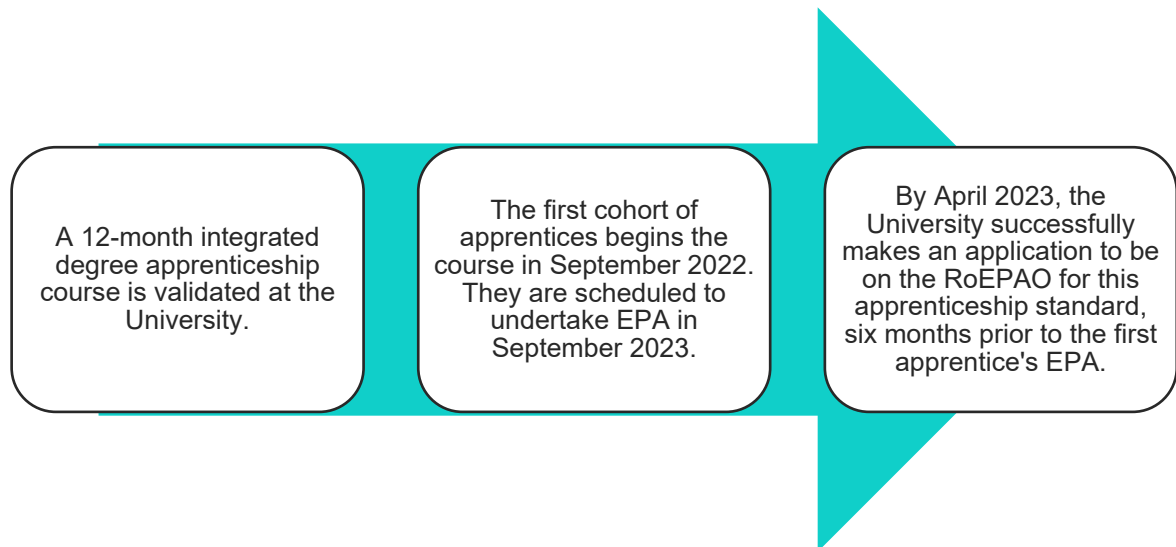 A 12-month integrated
degree apprenticeship
course is validated at the
University.
The first cohort of
apprentices begins the
course in September 2022.
They are scheduled to
undertake EPA in
September 2023.
By April 2023, the
University successfully
makes an application to be
on the RoEPAO for this
apprenticeship standard,
six months prior to the first
apprentice's EPA.